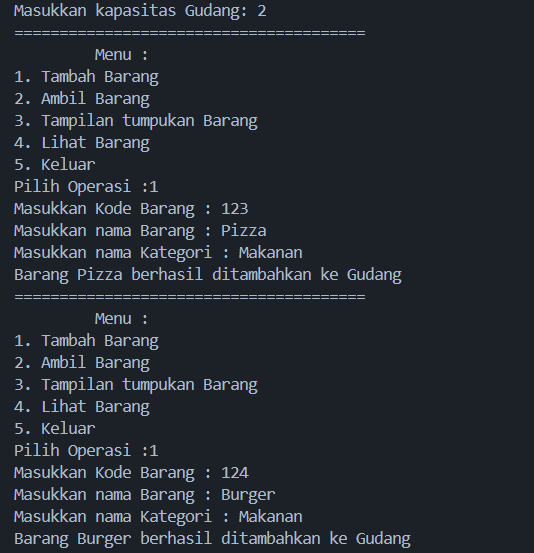 Masukkan kapasitas Gudang: 2
=======================================
Menu :
1. Tambah Barang
2. Ambil Barang
3. Tampilan tumpukan Barang
4. Lihat Barang
5. Keluar
Pilih Operasi :1
Masukkan Kode Barang : 123
Masukkan nama Barang : Pizza
Masukkan nama Kategori : Makanan
Barang Pizza berhasil ditambahkan ke Gudang
=======================================
Menu :
1. Tambah Barang
2. Ambil Barang
3. Tampilan tumpukan Barang
4. Lihat Barang
5. Keluar
Pilih Operasi :1
Masukkan Kode Barang : 124
Masukkan nama Barang : Burger
Masukkan nama Kategori : Makanan
Barang Burger berhasil ditambahkan ke Gudang